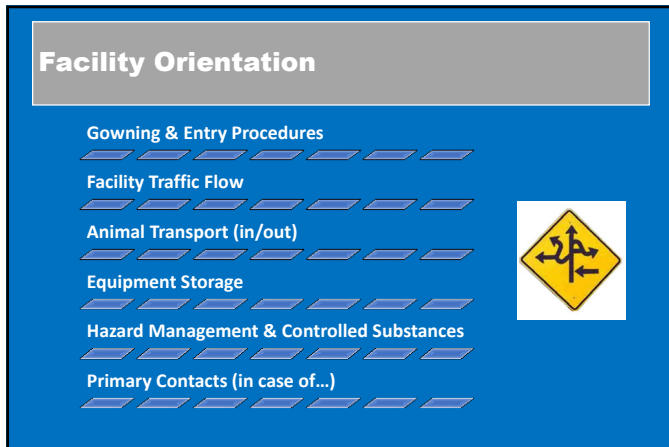 Facility Orientation
Gowning & Entry Procedures
Facility Traffic Flow
Animal Transport (in/out)
Equipment Storage
Hazard Management & Controlled Substances
Primary Contacts (in case of…)